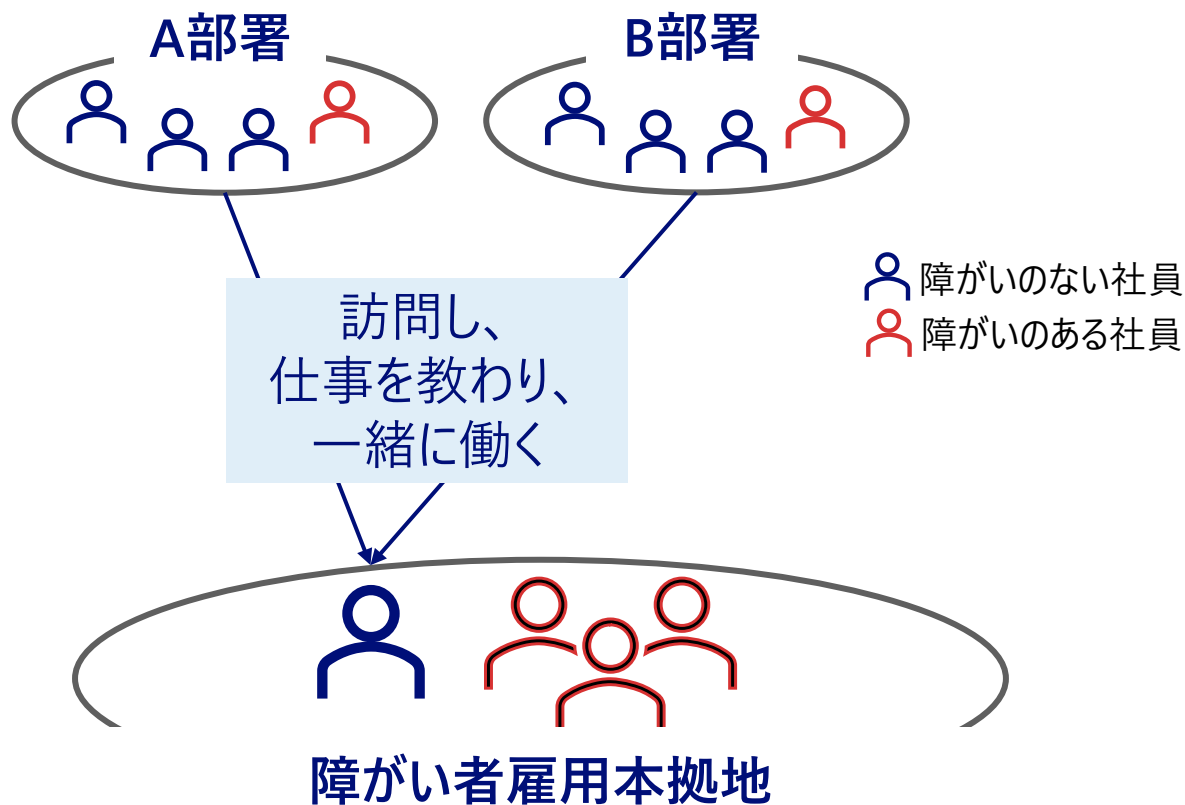 A部署
B部署
障がいのない社員
障がいのある社員
訪問し、
仕事を教わり、
一緒に働く
障がい者雇用本拠地